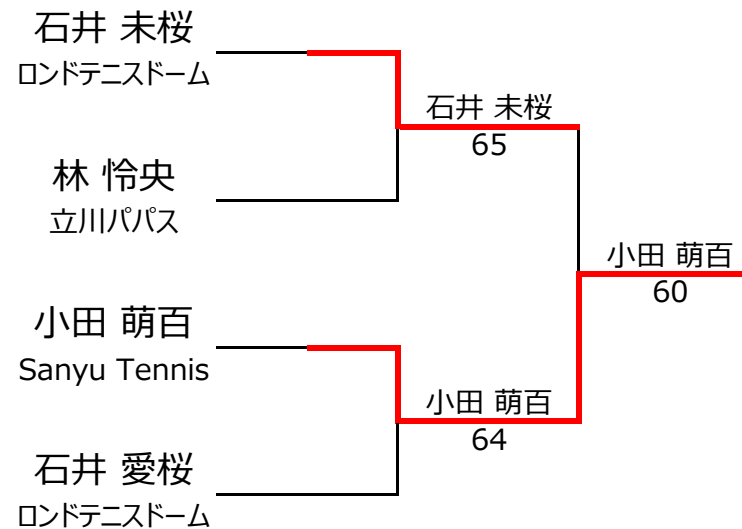 石井 未桜
ロンドテニスドーム
石井 未桜
65
林 怜央
立川パパス
小田 萌百
60
小田 萌百
Sanyu Tennis
小田 萌百
64
石井 愛桜
ロンドテニスドーム